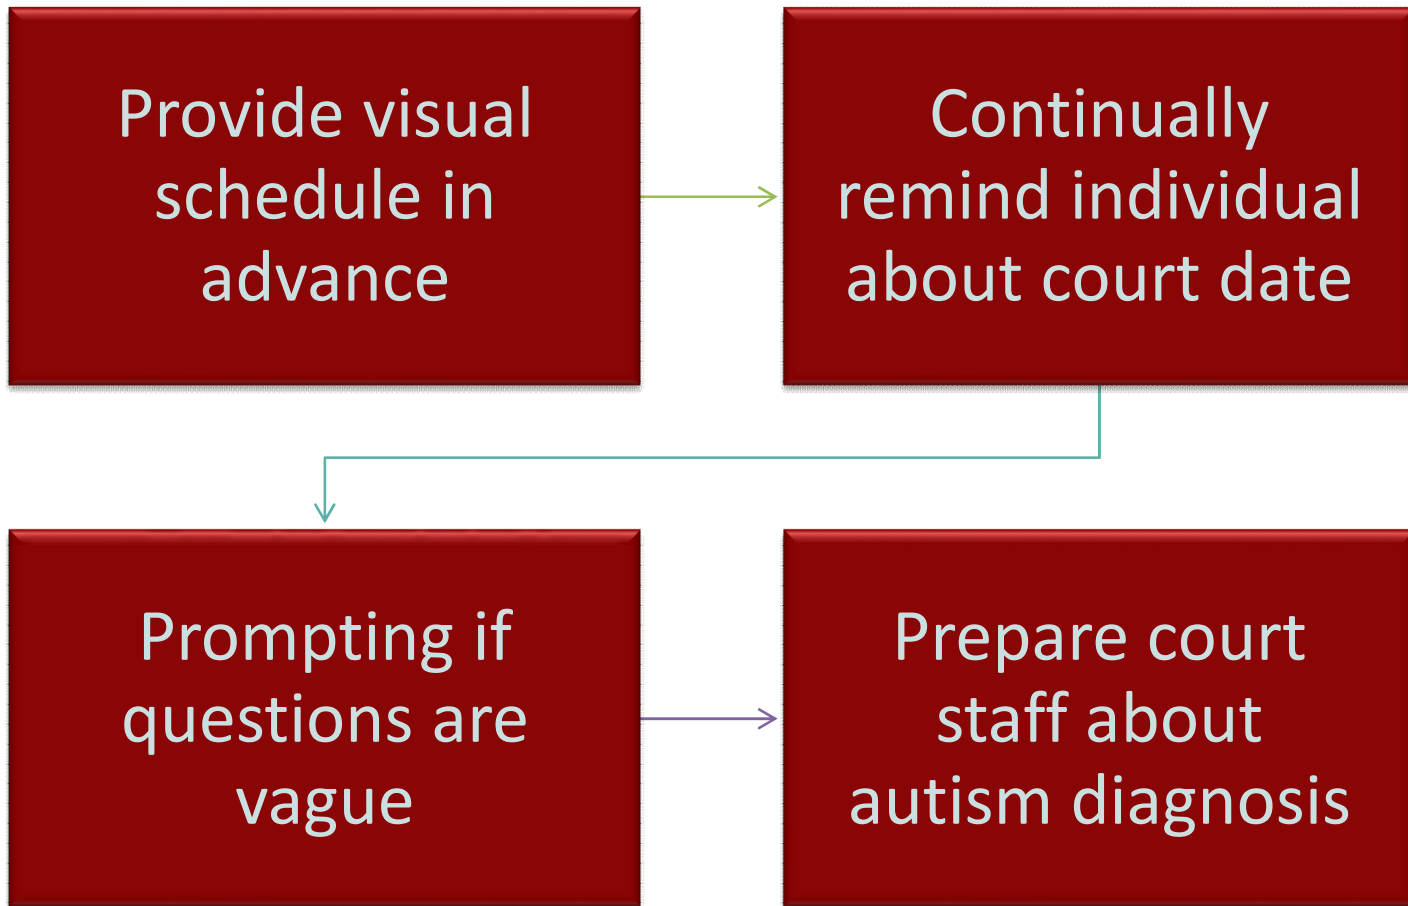 Provide visual
schedule in
advance
Continually
remind individual
about court date
Prompting if
questions are
vague
Prepare court
staff about
autism diagnosis